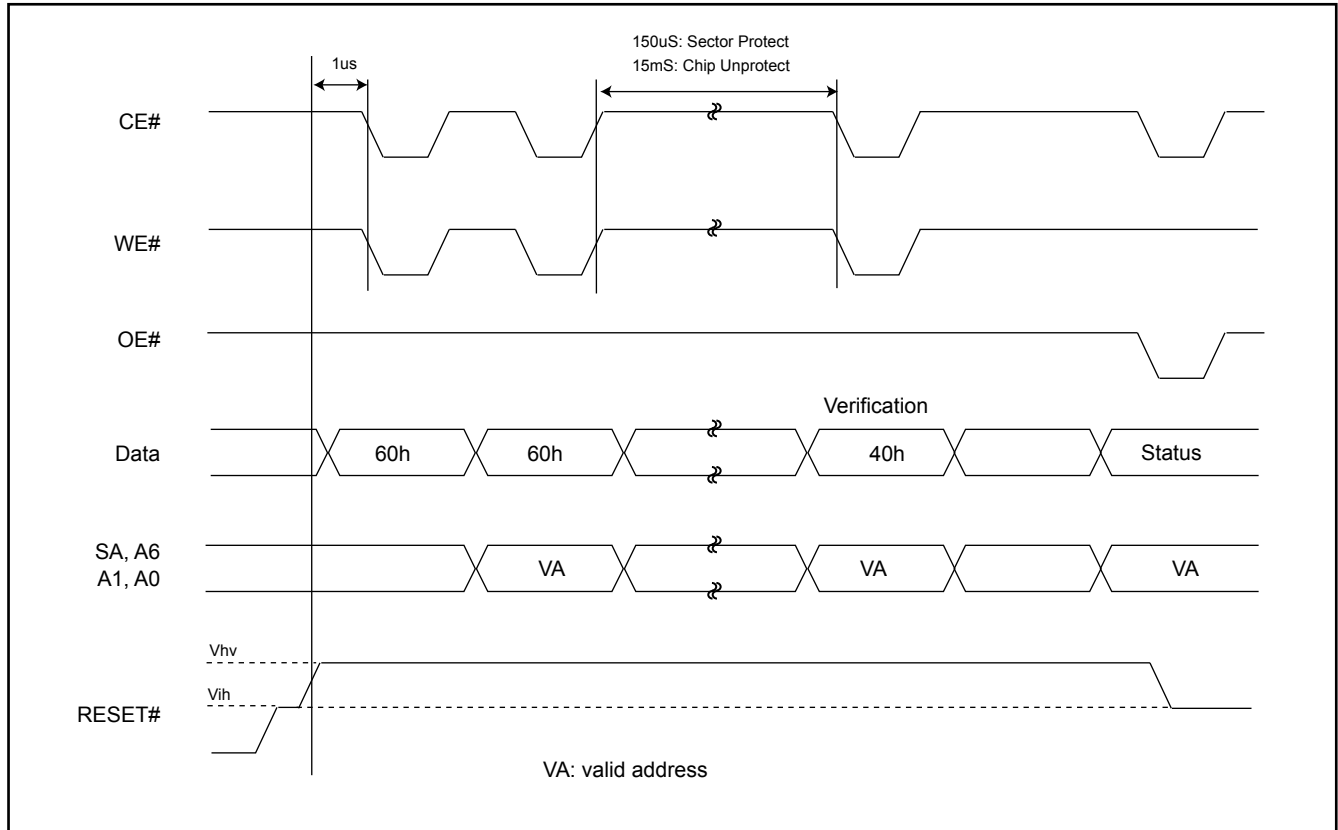 150uS: Sector Protect
15mS: Chip Unprotect
1us
CE#
WE#
OE#
Verification
Data
60h
60h
40h
Status
SA, A6
A1, A0
VA
VA
VA
Vhv
Vih
RESET#
VA: valid address